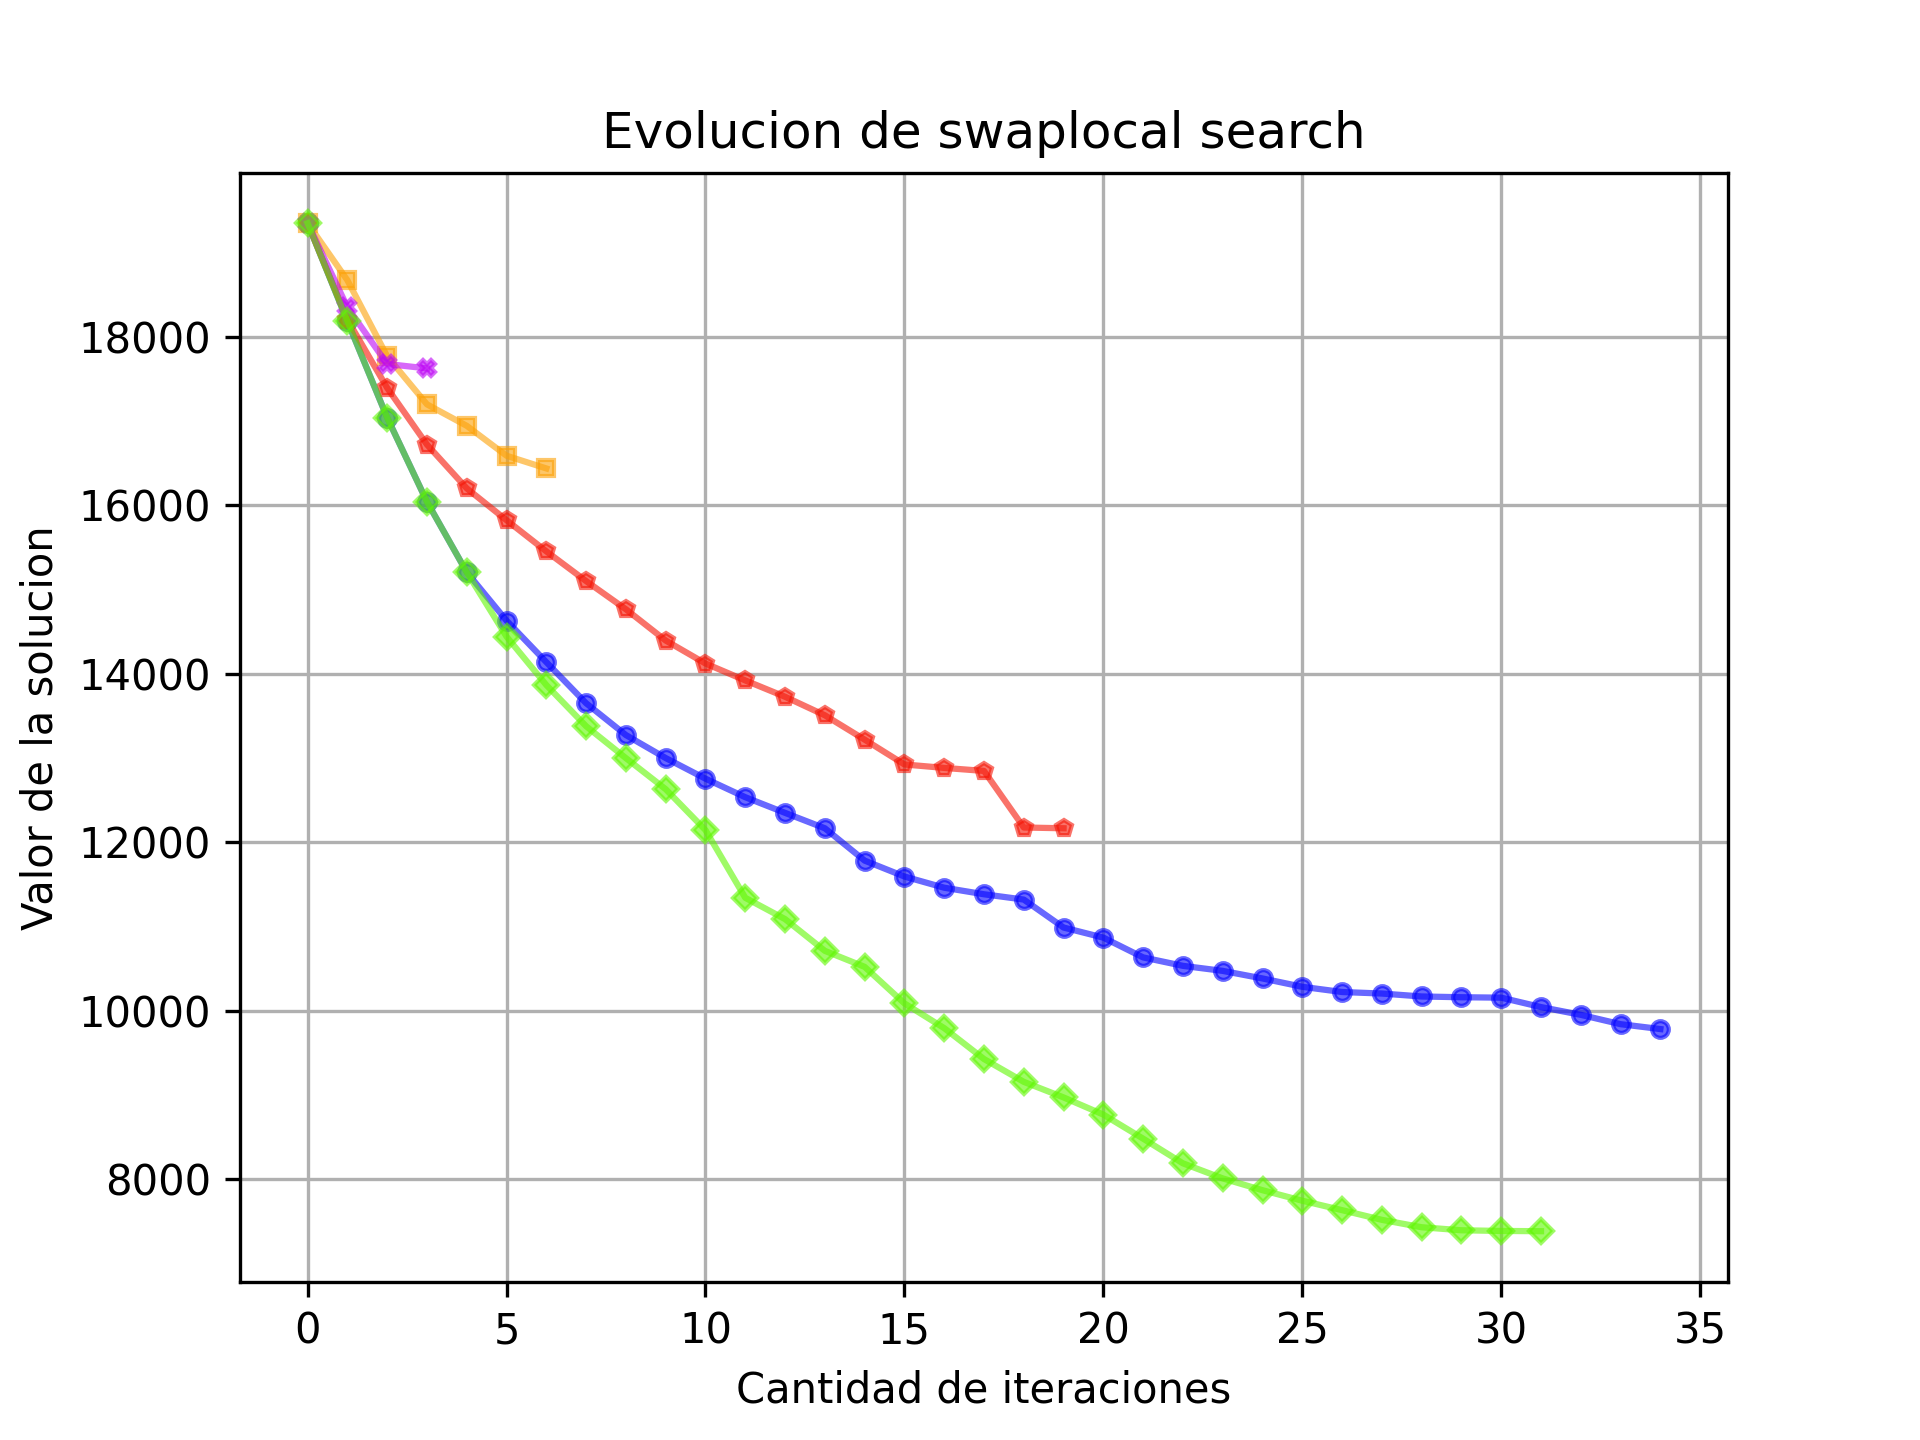 Evolucion de swaplocal search
Valor de la solucion
18000
16000
14000
12000
10000
8000
0 5 10 15 20 25 30 35
Cantidad de iteraciones